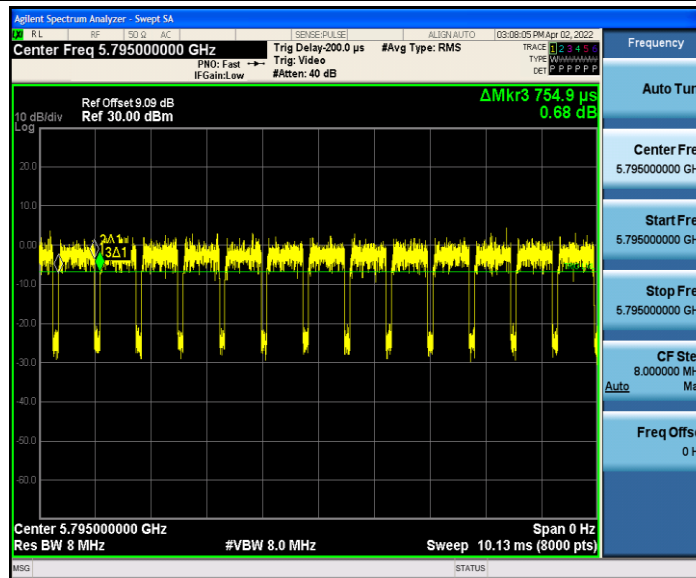 Agilent Spectrum Analyzer - Swept SA
RL RF 50 Ω AC SENSE:PULSE ALIGN AUTO 03:08:05 PM Apr 02, 2022
Center Freq 5.795000000 GHz
PNO: Fast
IFGain:Low
Trig Delay-200.0 µs
Trig: Video
#Atten: 40 dB
#Avg Type: RMS
TRACE 1 2 3 4 5 6
TYPE W
DET P P P P P P
Frequency
Auto Tun
ΔMkr3 754.9 µs
0.68 dB
Ref Offset 9.09 dB
10 dB/div Ref 30.00 dBm
Log
20.0
10.0
0.00
-10.0
-20.0
-30.0
-40.0
-50.0
-60.0
2Δ1
3Δ1
Center Fre
5.795000000 GH
Start Fre
5.795000000 GH
Stop Fre
5.795000000 GH
CF Ste
8.000000 MH
Auto Ma
Freq Offs
0 H
Center 5.795000000 GHz Span 0 Hz
Res BW 8 MHz #VBW 8.0 MHz Sweep 10.13 ms (8000 pts)
MSG STATUS